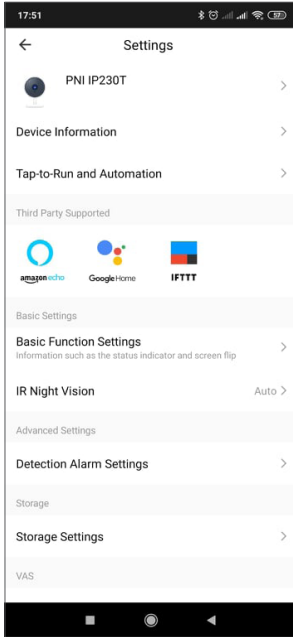 17:51
57
Settings
PNI IP230T
Device Information
Tap-to-Run and Automation
Third Party Supported
amazon echo
Google Home
IFTTT
Basic Settings
Basic Function Settings
Information such as the status indicator and screen flip
IR Night Vision
Auto
Advanced Settings
Detection Alarm Settings
Storage
Storage Settings
VAS